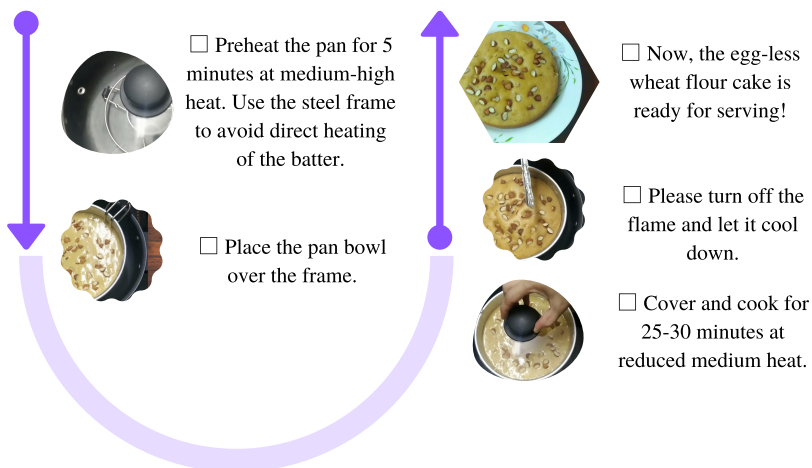 ☐ Preheat the pan for 5
minutes at medium-high
heat. Use the steel frame
to avoid direct heating
of the batter.
☐ Place the pan bowl
over the frame.
☐ Cover and cook for
25-30 minutes at
reduced medium heat.
☐ Please turn off the
flame and let it cool
down.
☐ Now, the egg-less
wheat flour cake is
ready for serving!